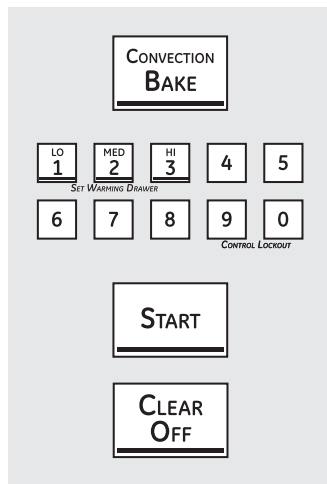 CONVECTION
BAKE
LO MED HI
1 2 3 4 5
SET WARMING DRAWER
6 7 8 9 0
CONTROL LOCKOUT
START
CLEAR
OFF